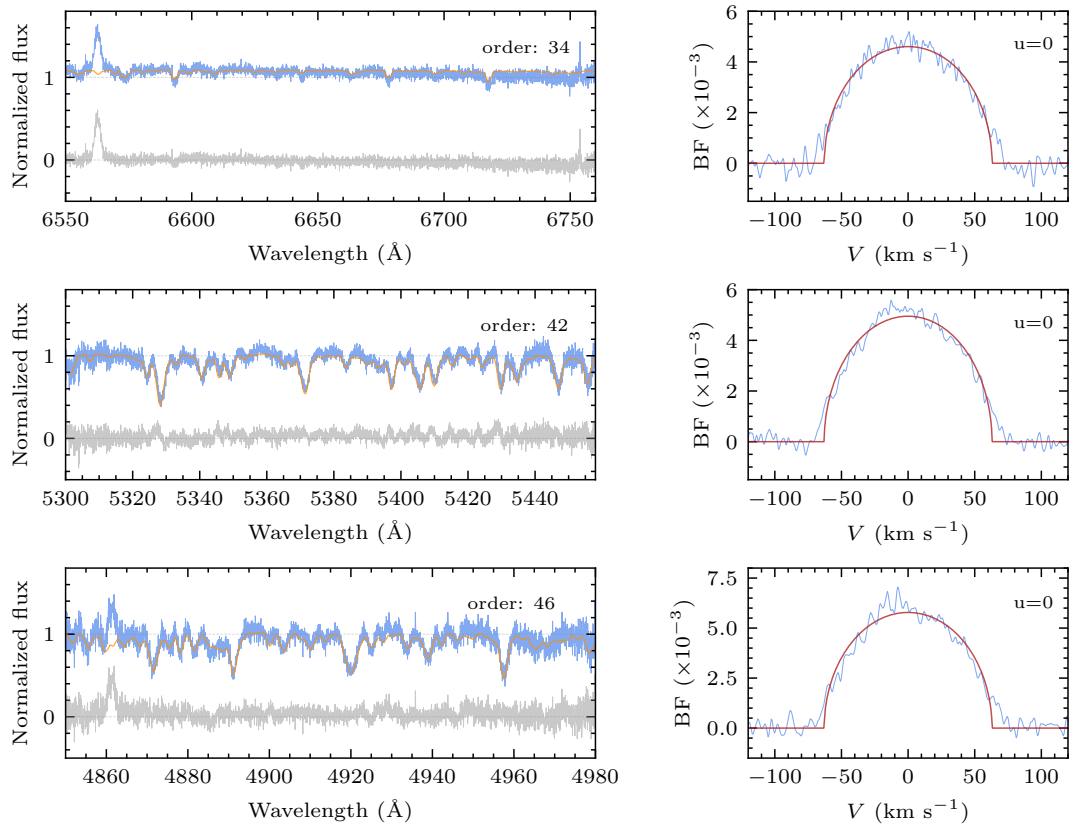 Normalized flux
1
0
order: 34
6550
6600
6650
6700
6750
Wavelength (Å)
BF (×10⁻³)
6
4
2
0
u=0
−100
−50
0
50
100
V (km s⁻¹)
Normalized flux
1
0
order: 42
5300
5320
5340
5360
5380
5400
5420
5440
Wavelength (Å)
BF (×10⁻³)
6
4
2
0
u=0
−100
−50
0
50
100
V (km s⁻¹)
Normalized flux
1
0
order: 46
4860
4880
4900
4920
4940
4960
4980
Wavelength (Å)
BF (×10⁻³)
7.5
5.0
2.5
0.0
u=0
−100
−50
0
50
100
V (km s⁻¹)